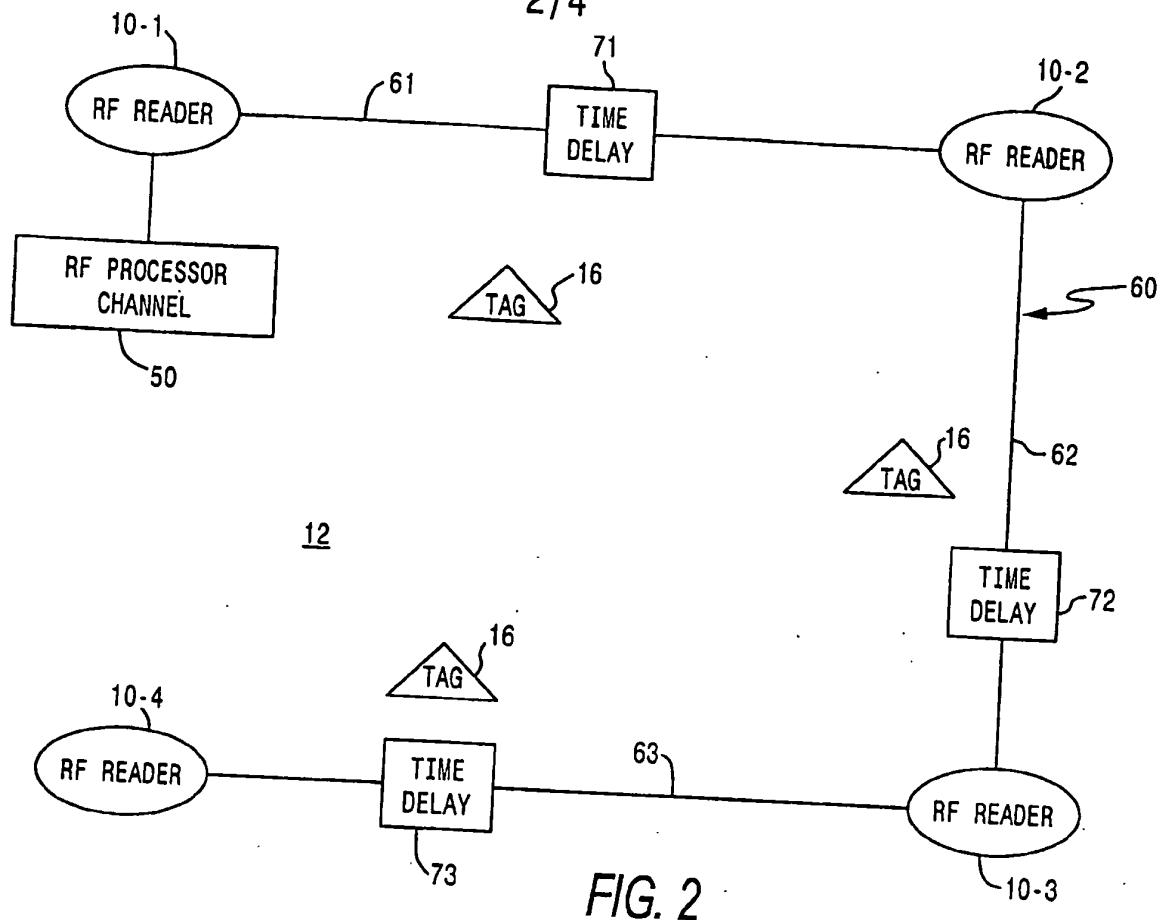 2/4
10-1
71
10-2
RF READER
61
TIME
DELAY
RF READER
RF PROCESSOR
CHANNEL
50
TAG
16
60
TAG
16
62
12
TIME
DELAY
72
TAG
16
10-4
RF READER
TIME
DELAY
63
RF READER
73
10-3
FIG. 2